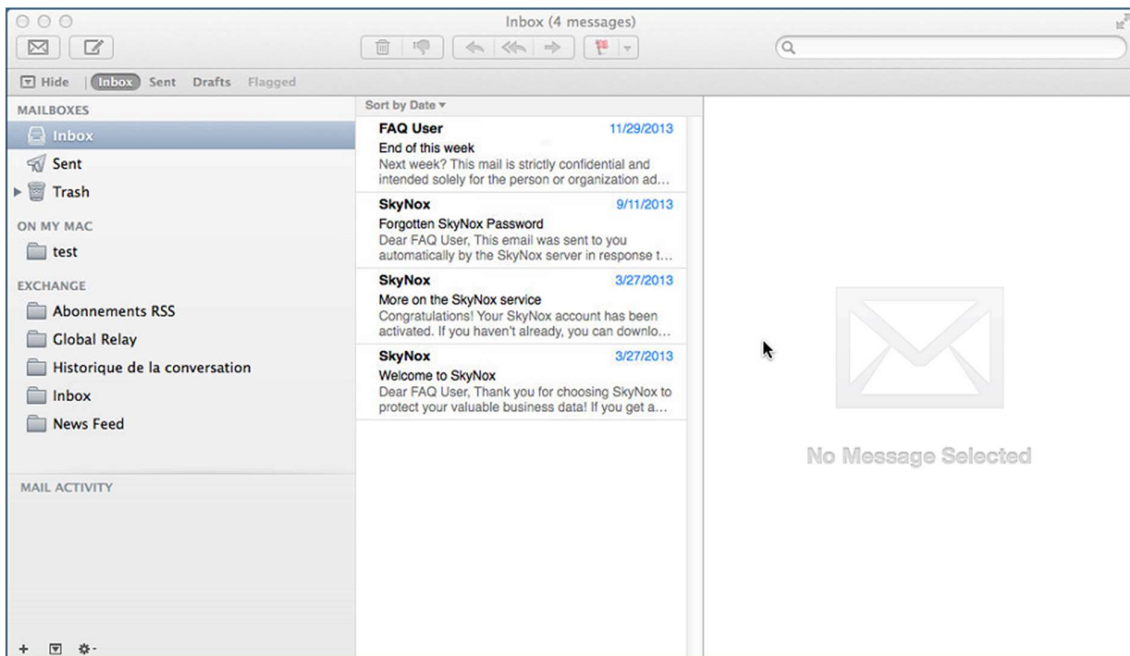 Inbox (4 messages)
Hide Inbox Sent Drafts Flagged
MAILBOXES
Inbox
Sent
Trash
ON MY MAC
test
EXCHANGE
Abonnements RSS
Global Relay
Historique de la conversation
Inbox
News Feed
MAIL ACTIVITY
Sort by Date
FAQ User 11/29/2013
End of this week
Next week? This mail is strictly confidential and
intended solely for the person or organization ad...
SkyNox 9/11/2013
Forgotten SkyNox Password
Dear FAQ User, This email was sent to you
automatically by the SkyNox server in response t...
SkyNox 3/27/2013
More on the SkyNox service
Congratulations! Your SkyNox account has been
activated. If you haven't already, you can downlo...
SkyNox 3/27/2013
Welcome to SkyNox
Dear FAQ User, Thank you for choosing SkyNox to
protect your valuable business data! If you get a...
No Message Selected